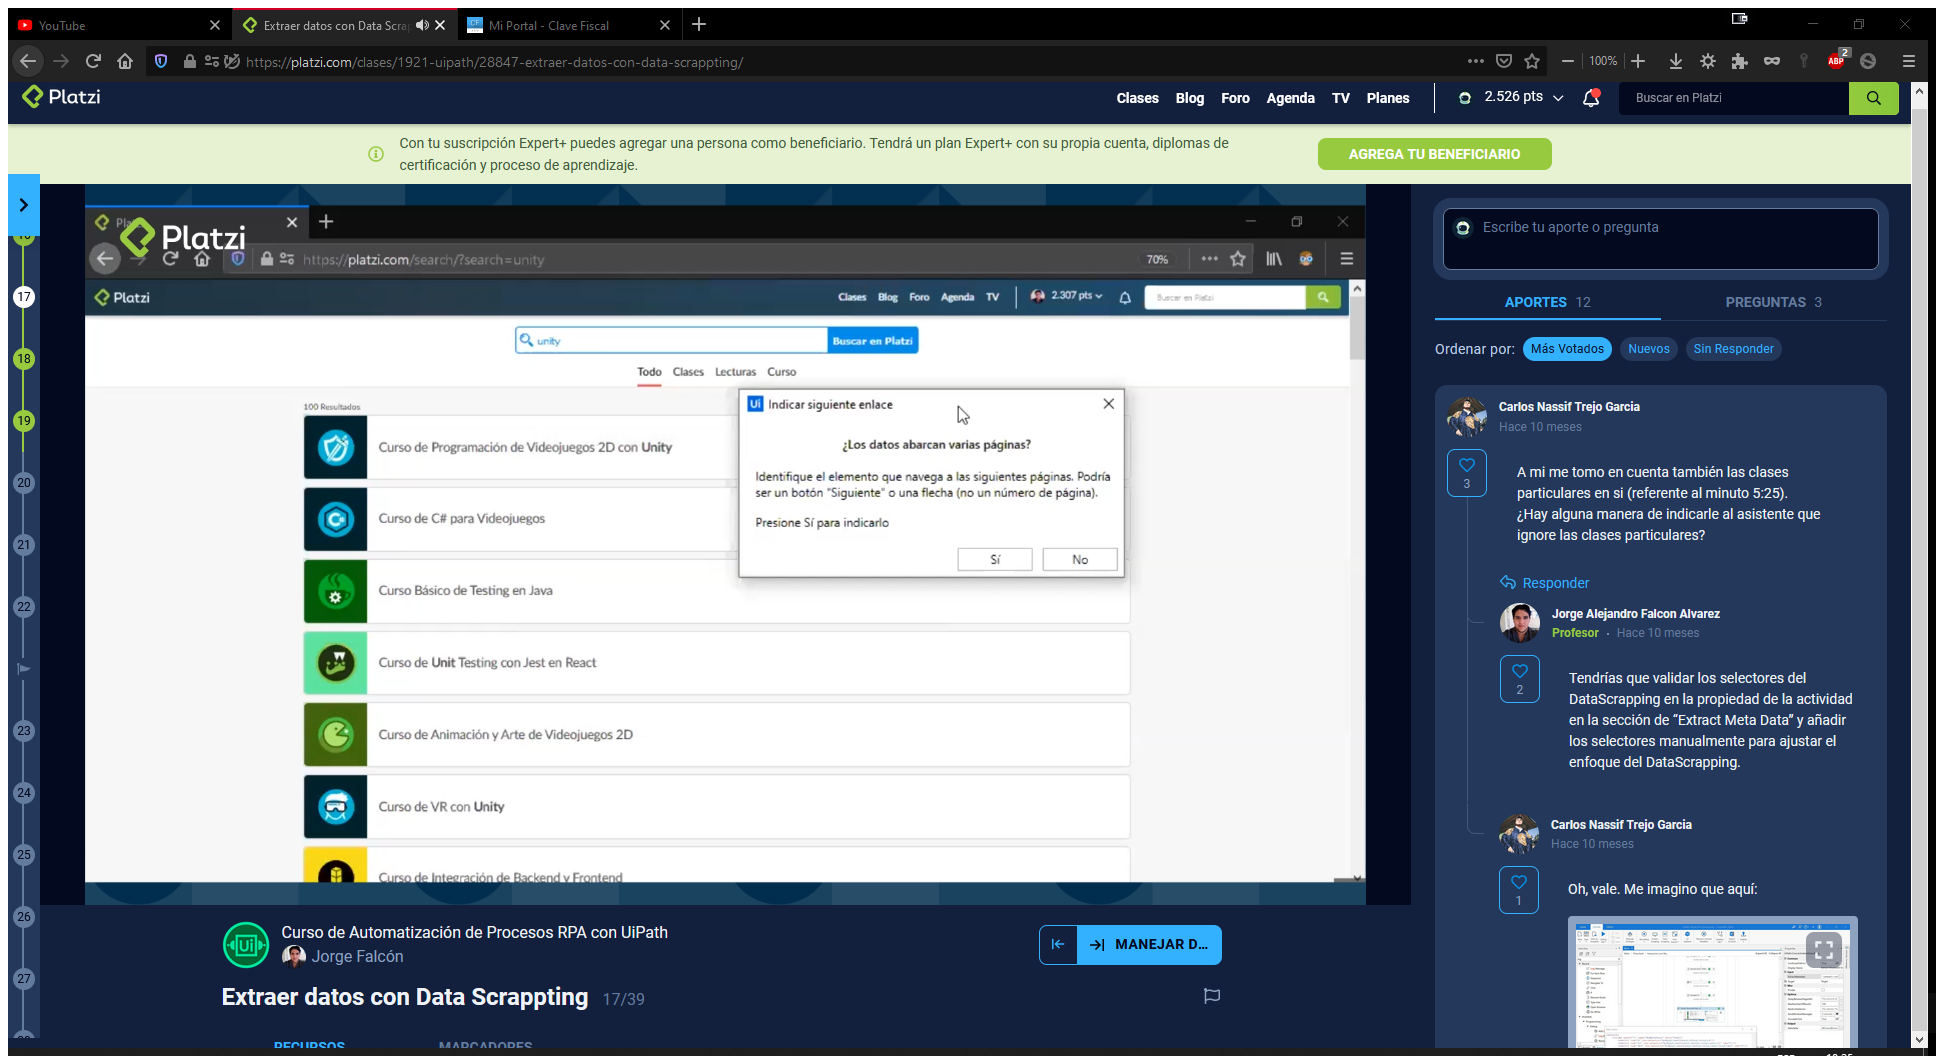 YouTube
Extraer datos con Data Scra
Mi Portal - Clave Fiscal
https://platzi.com/clases/1921-uipath/28847-extraer-datos-con-data-scrappting/
100%
ABP
2
Platzi
Clases Blog Foro Agenda TV Planes
2.526 pts
Buscar en Platzi
Con tu suscripción Expert+ puedes agregar una persona como beneficiario. Tendrá un plan Expert+ con su propia cuenta, diplomas de
certificación y proceso de aprendizaje.
AGREGA TU BENEFICIARIO
17
18
19
20
21
22
23
24
25
26
27
Platzi
https://platzi.com/search/?search=unity
70%
Platzi
Clases Blog Foro Agenda TV
2.307 pts
Buscar en Platzi
unity
Buscar en Platzi
Todo Clases Lecturas Curso
100 Resultados
Curso de Programación de Videojuegos 2D con Unity
Curso de C# para Videojuegos
Curso Básico de Testing en Java
Curso de Unit Testing con Jest en React
Curso de Animación y Arte de Videojuegos 2D
Curso de VR con Unity
Curso de Integración de Backend y Frontend
Ui Indicar siguiente enlace
¿Los datos abarcan varias páginas?
Identifique el elemento que navega a las siguientes páginas. Podría
ser un botón "Siguiente" o una flecha (no un número de página).
Presione Sí para indicarlo
Sí
No
Ui
Curso de Automatización de Procesos RPA con UiPath
Jorge Falcón
MANEJAR D...
Extraer datos con Data Scrappting 17/39
RECURSOS
MARCADORES
Escribe tu aporte o pregunta
APORTES 12
PREGUNTAS 3
Ordenar por: Más Votados Nuevos Sin Responder
Carlos Nassif Trejo Garcia
Hace 10 meses
3
A mi me tomo en cuenta también las clases
particulares en si (referente al minuto 5:25).
¿Hay alguna manera de indicarle al asistente que
ignore las clases particulares?
Responder
Jorge Alejandro Falcon Alvarez
Profesor · Hace 10 meses
2
Tendrías que validar los selectores del
DataScrapping en la propiedad de la actividad
en la sección de “Extract Meta Data” y añadir
los selectores manualmente para ajustar el
enfoque del DataScrapping.
Carlos Nassif Trejo Garcia
Hace 10 meses
1
Oh, vale. Me imagino que aquí: